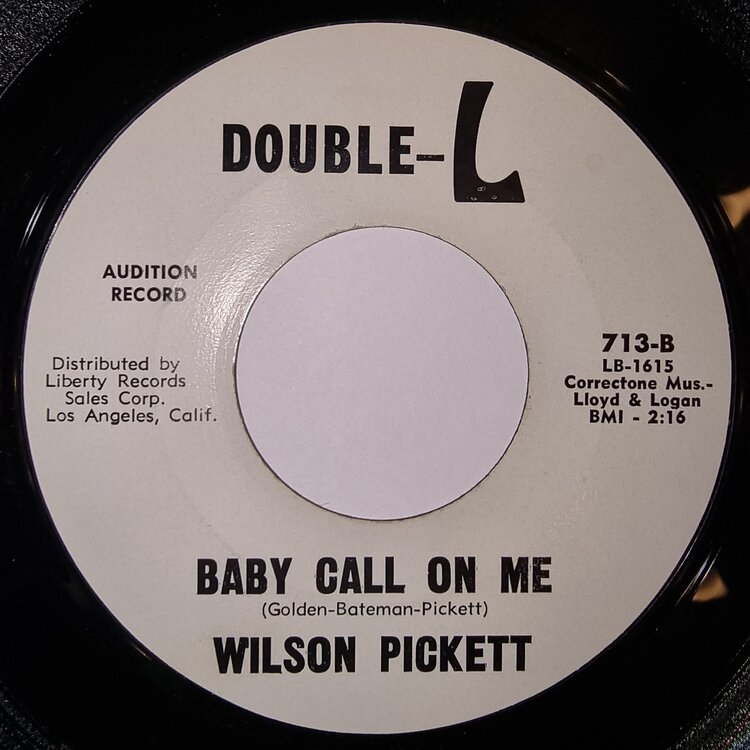 DOUBLE-L
AUDITION
RECORD
Distributed by
Liberty Records
Sales Corp.
Los Angeles, Calif.
713-B
LB-1615
Correctone Mus.-
Lloyd & Logan
BMI - 2:16
BABY CALL ON ME
(Golden-Bateman-Pickett)
WILSON PICKETT